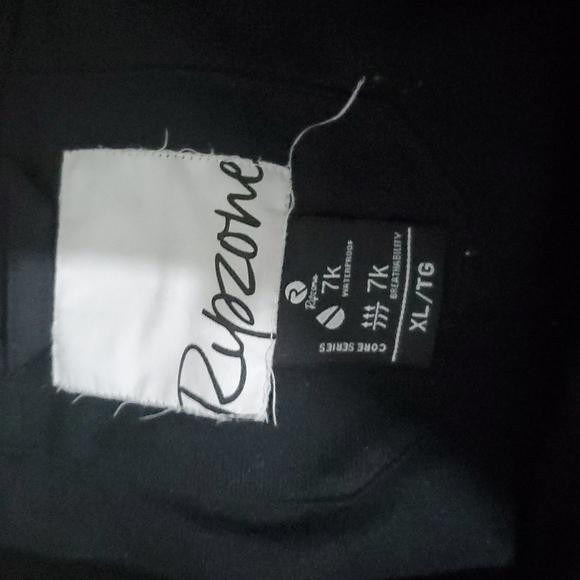 Ripzone
Ripzone
7k
WATERPROOF
7k
BREATHABILITY
CORE SERIES
XL/TG